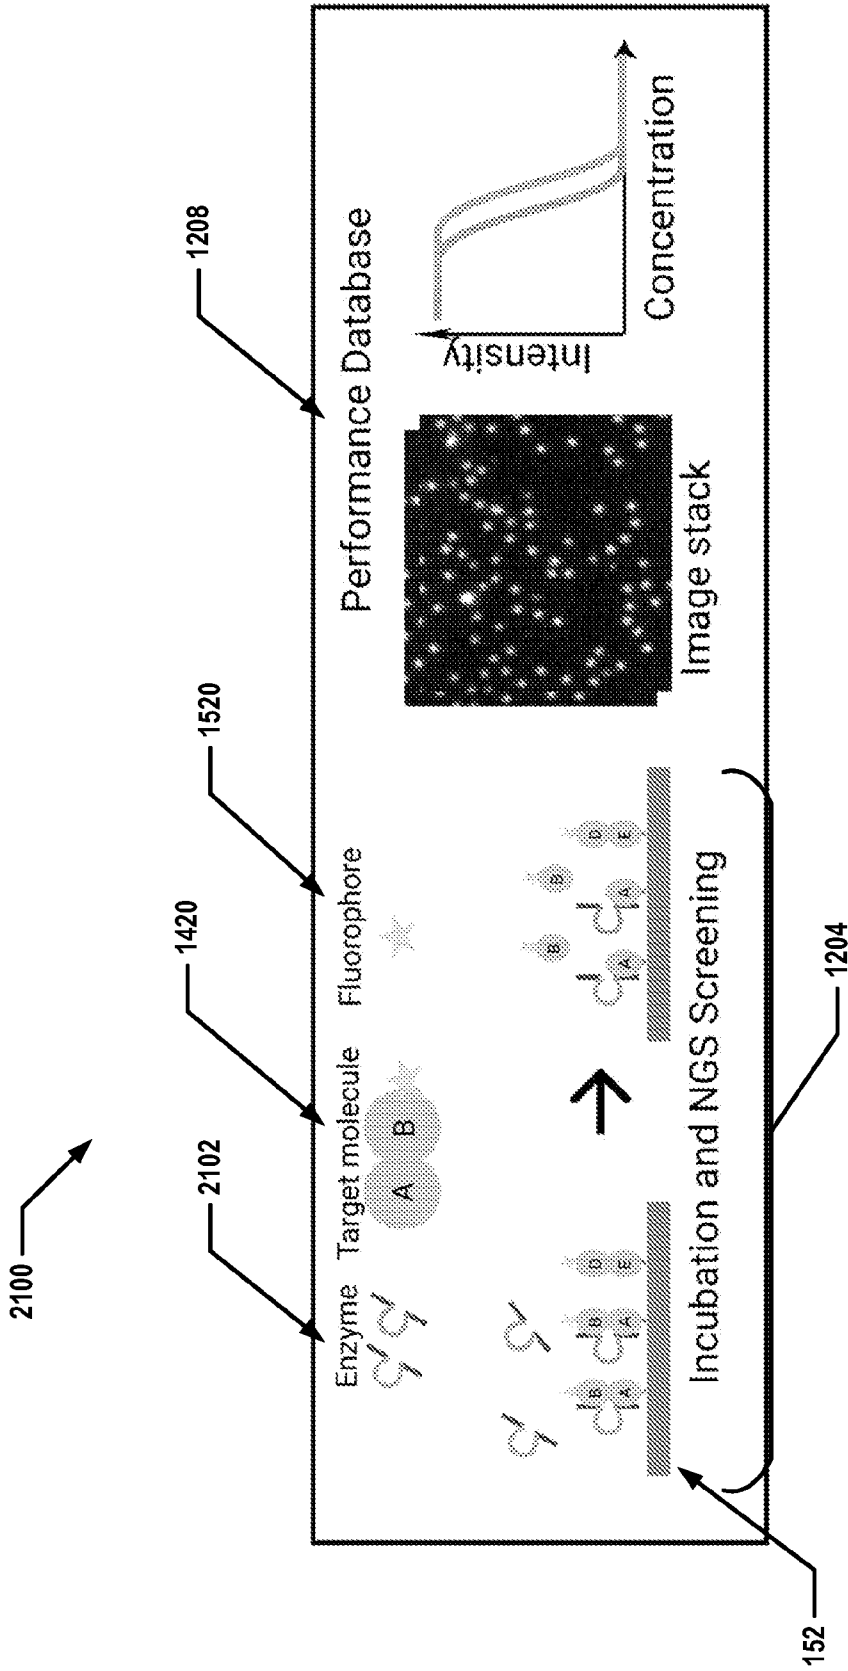 2100
2102
1420
1520
1208
Enzyme
Target molecule
Fluorophore
Performance Database
A
B
B
A
B
A
D
E
B
B
A
A
D
E
Intensity
Concentration
Image stack
Incubation and NGS Screening
152
1204